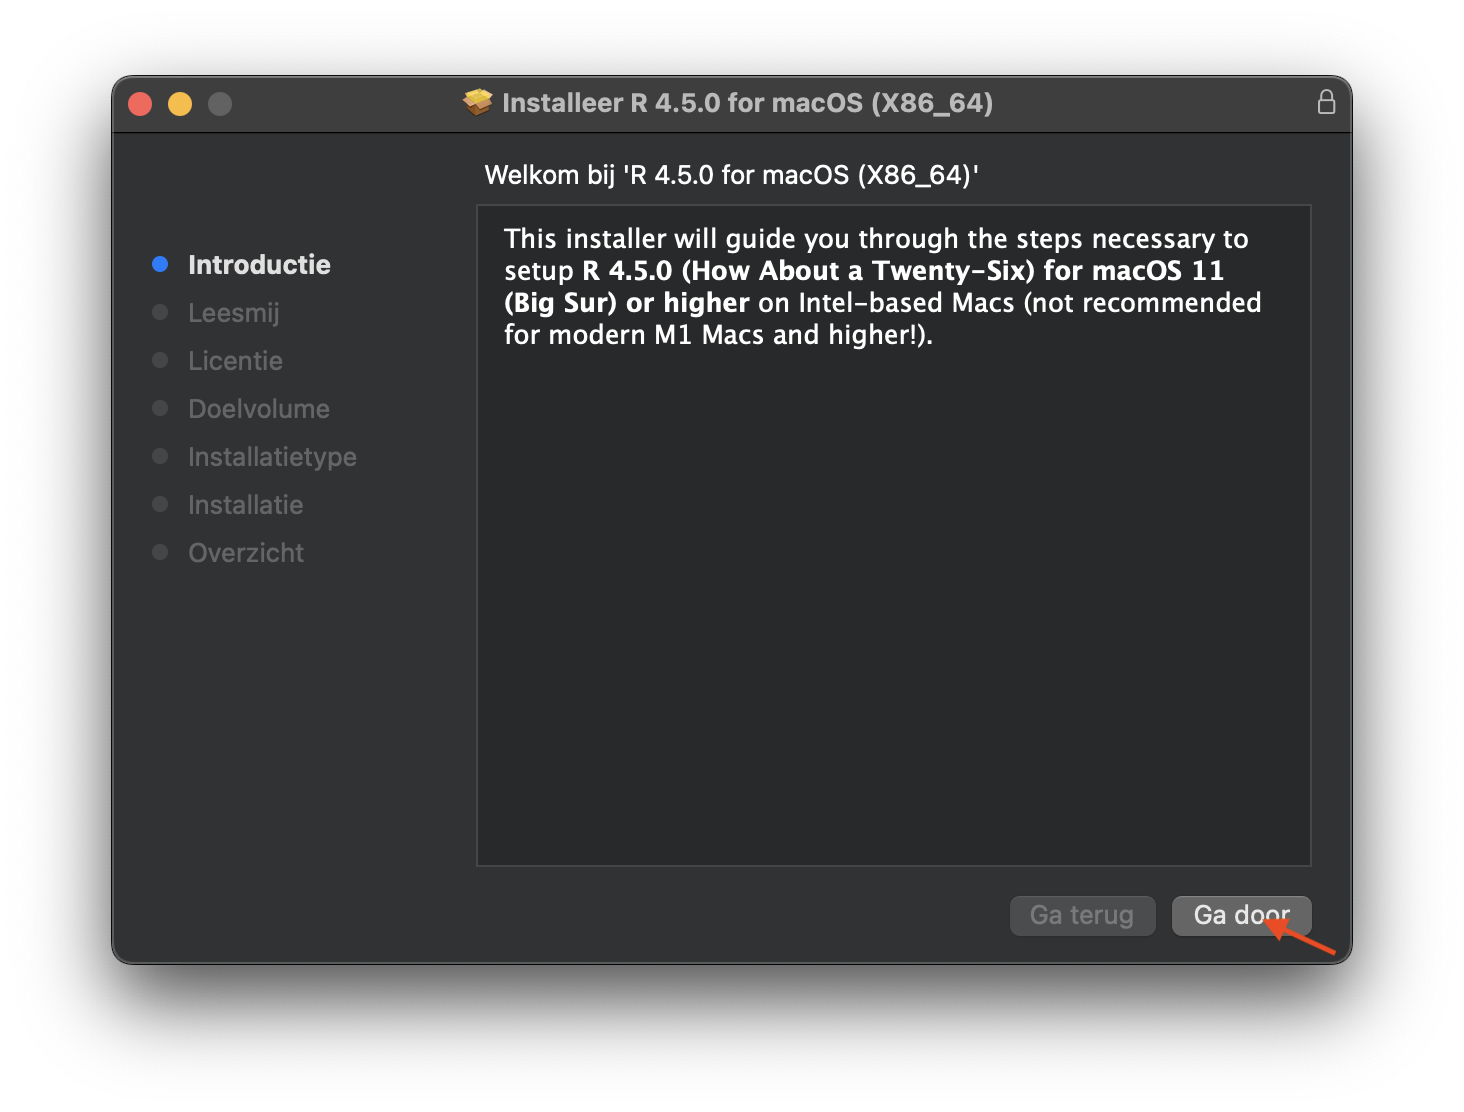 Installeer R 4.5.0 for macOS (X86_64)
Welkom bij 'R 4.5.0 for macOS (X86_64)'
Introductie
Leesmij
Licentie
Doelvolume
Installatietype
Installatie
Overzicht
This installer will guide you through the steps necessary to
setup R 4.5.0 (How About a Twenty-Six) for macOS 11
(Big Sur) or higher on Intel-based Macs (not recommended
for modern M1 Macs and higher!).
Ga terug
Ga door